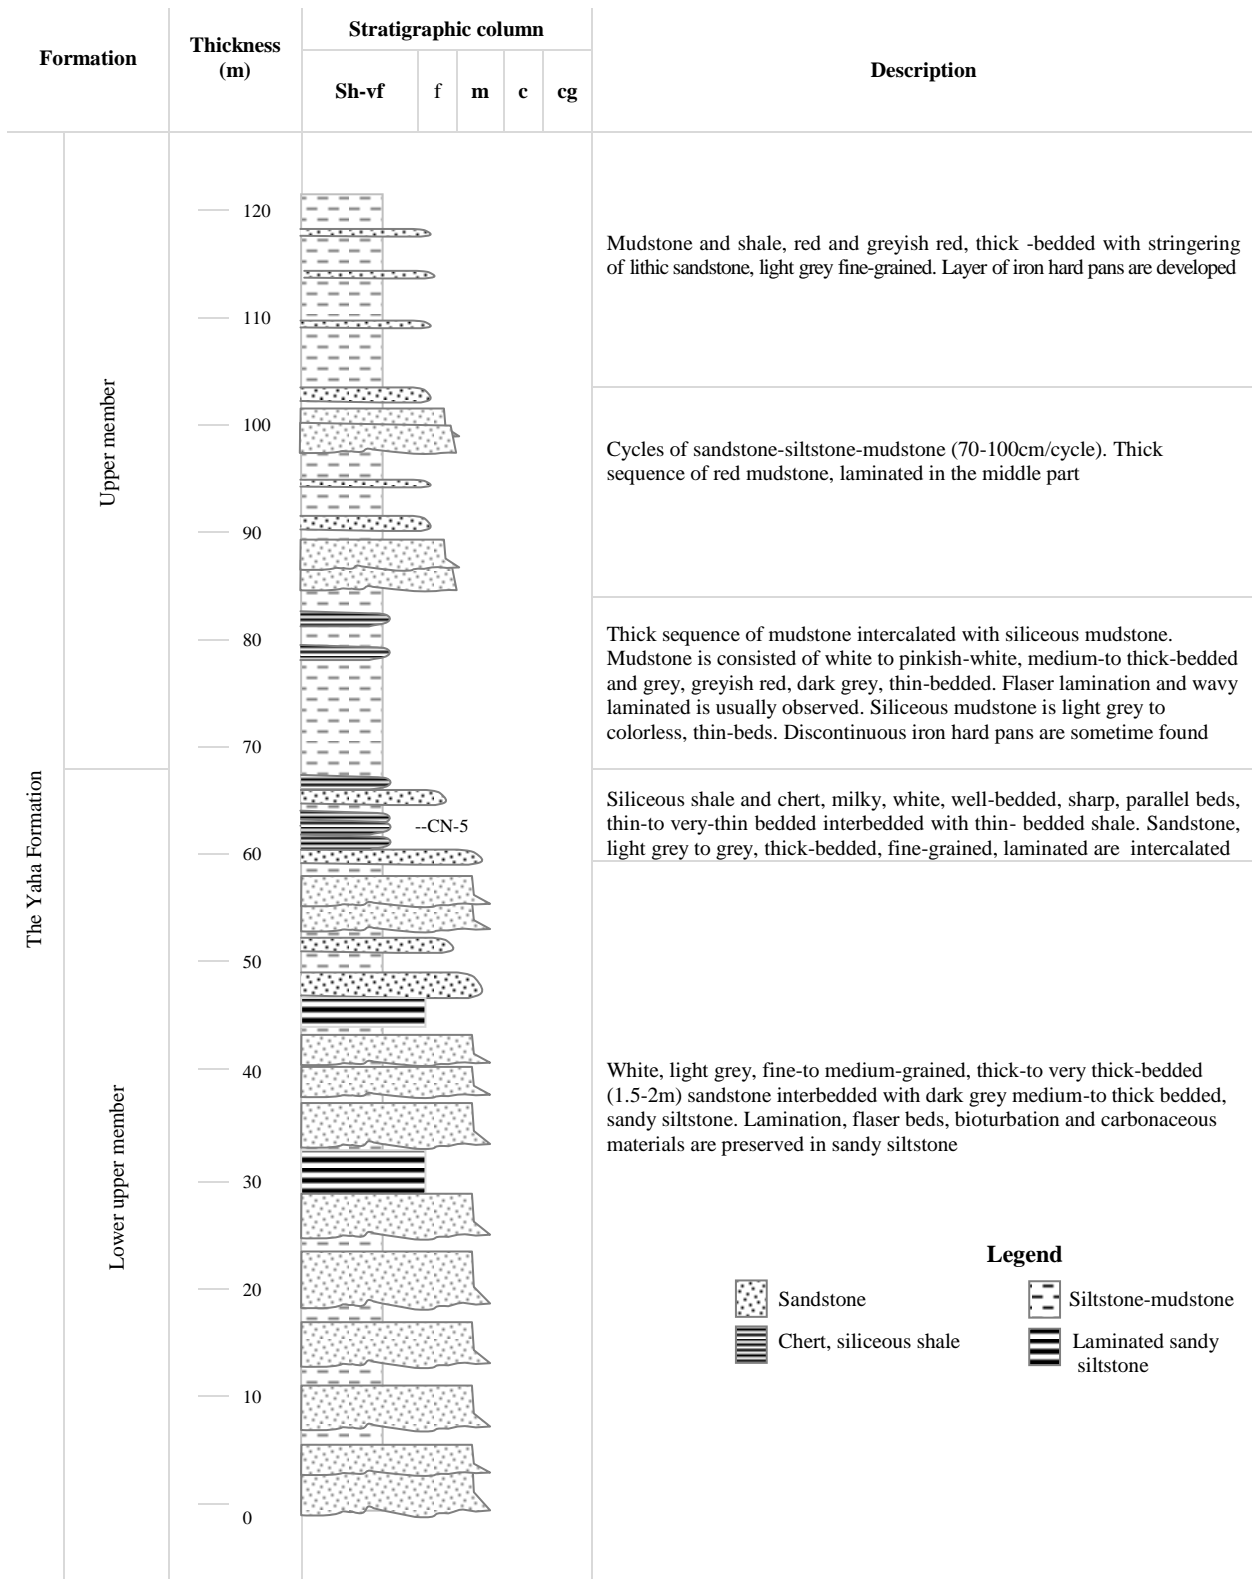 Formation
Thickness
(m)
Stratigraphic column
Sh-vf f m c cg
Description
The Yaha Formation
Upper member
Lower upper member
120
110
100
90
80
70
60
50
40
30
20
10
0
--CN-5
Mudstone and shale, red and greyish red, thick -bedded with stringering
of lithic sandstone, light grey fine-grained. Layer of iron hard pans are developed
Cycles of sandstone-siltstone-mudstone (70-100cm/cycle). Thick
sequence of red mudstone, laminated in the middle part
Thick sequence of mudstone intercalated with siliceous mudstone.
Mudstone is consisted of white to pinkish-white, medium-to thick-bedded
and grey, greyish red, dark grey, thin-bedded. Flaser lamination and wavy
laminated is usually observed. Siliceous mudstone is light grey to
colorless, thin-beds. Discontinuous iron hard pans are sometime found
Siliceous shale and chert, milky, white, well-bedded, sharp, parallel beds,
thin-to very-thin bedded interbedded with thin- bedded shale. Sandstone,
light grey to grey, thick-bedded, fine-grained, laminated are intercalated
White, light grey, fine-to medium-grained, thick-to very thick-bedded
(1.5-2m) sandstone interbedded with dark grey medium-to thick bedded,
sandy siltstone. Lamination, flaser beds, bioturbation and carbonaceous
materials are preserved in sandy siltstone
Legend
Sandstone
Siltstone-mudstone
Chert, siliceous shale
Laminated sandy
siltstone